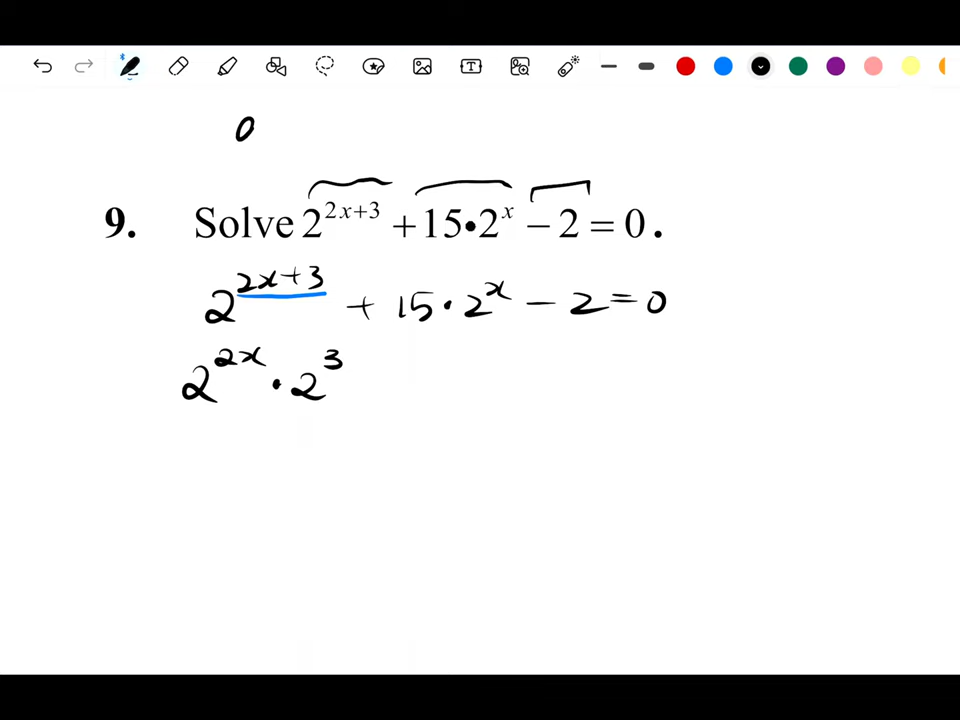 0
9. Solve 2^{2x+3} + 15•2^x − 2 = 0.
2^{2x+3} + 15·2^x − 2 = 0
2^{2x} · 2^3